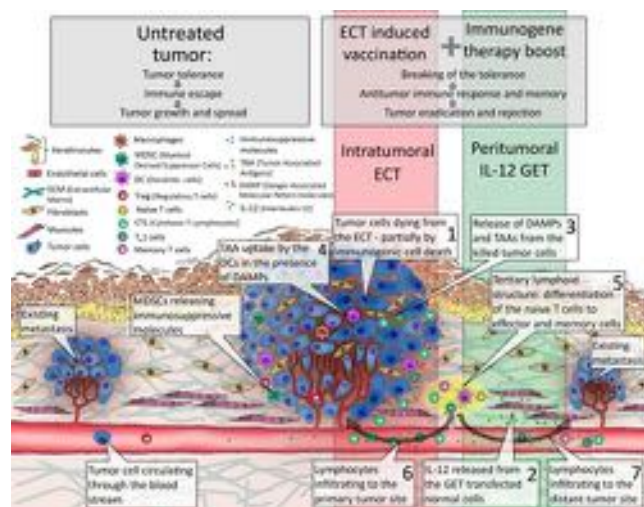 Untreated
tumor:
Tumor tolerance
&
Immune escape
&
Tumor growth and spread
ECT induced
vaccination
+
Immunogene
therapy boost
Breaking of the tolerance
&
Antitumor immune response and memory
&
Tumor eradication and rejection
Keratinocytes
Endothelial cells
ECM (Extracellular
Matrix)
Fibroblasts
Muscles
Tumor cells
Macrophages
MDSC (Myeloid
Derived Suppressor Cells)
DC (Dendritic cells)
Treg (Regulatory T cells)
Naive T cells
CTL (Cytotoxic T Lymphocytes)
Memory T cells
Immunosuppressive
molecules
TAA (Tumor Associated
Antigens)
DAMP (Danger Associated
Molecular Pattern molecules)
IL-12 (Interleukin 12)
Intratumoral
ECT
Peritumoral
IL-12 GET
TAA uptake by the 4
DCs in the presence
of DAMPs
Tumor cells dying from 1
the ECT - partially by
immunogenic cell death
Release of DAMPs 3
and TAAs from the
killed tumor cells
MDSCs releasing
immunosuppressive
molecules
Tertiary lymphoid 5
structure: differentiation
of the naive T cells to
effector and memory cells
Existing
metastasis
Existing
metastasis
Tumor cell circulating
through the blood
stream
Lymphocytes 6
infiltrating to the
primary tumor site
IL-12 released from 2
the GET transfected
normal cells
Lymphocytes 7
infiltrating to the
distant tumor site